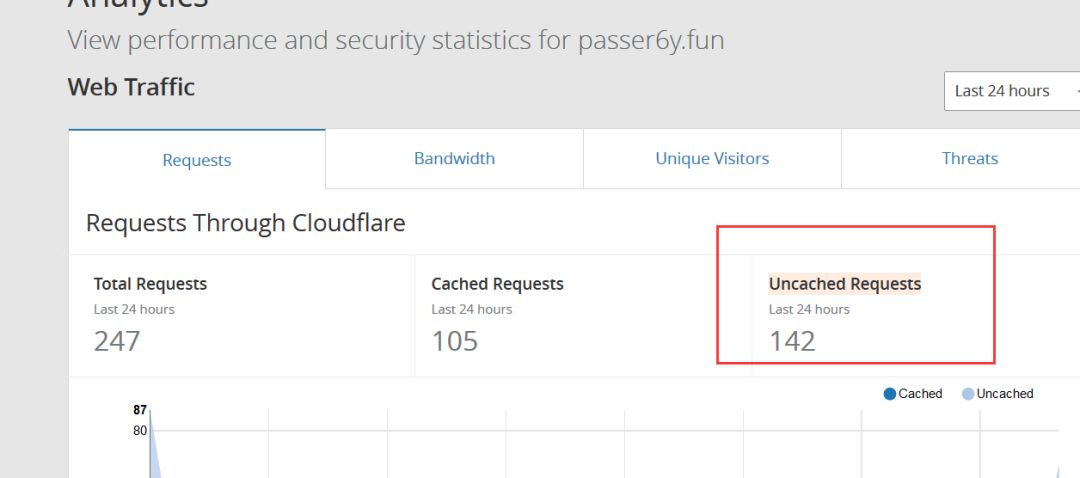 Analytics
View performance and security statistics for passer6y.fun
Web Traffic
Last 24 hours
Requests
Bandwidth
Unique Visitors
Threats
Requests Through Cloudflare
Total Requests
Last 24 hours
247
Cached Requests
Last 24 hours
105
Uncached Requests
Last 24 hours
142
Cached
Uncached
87
80